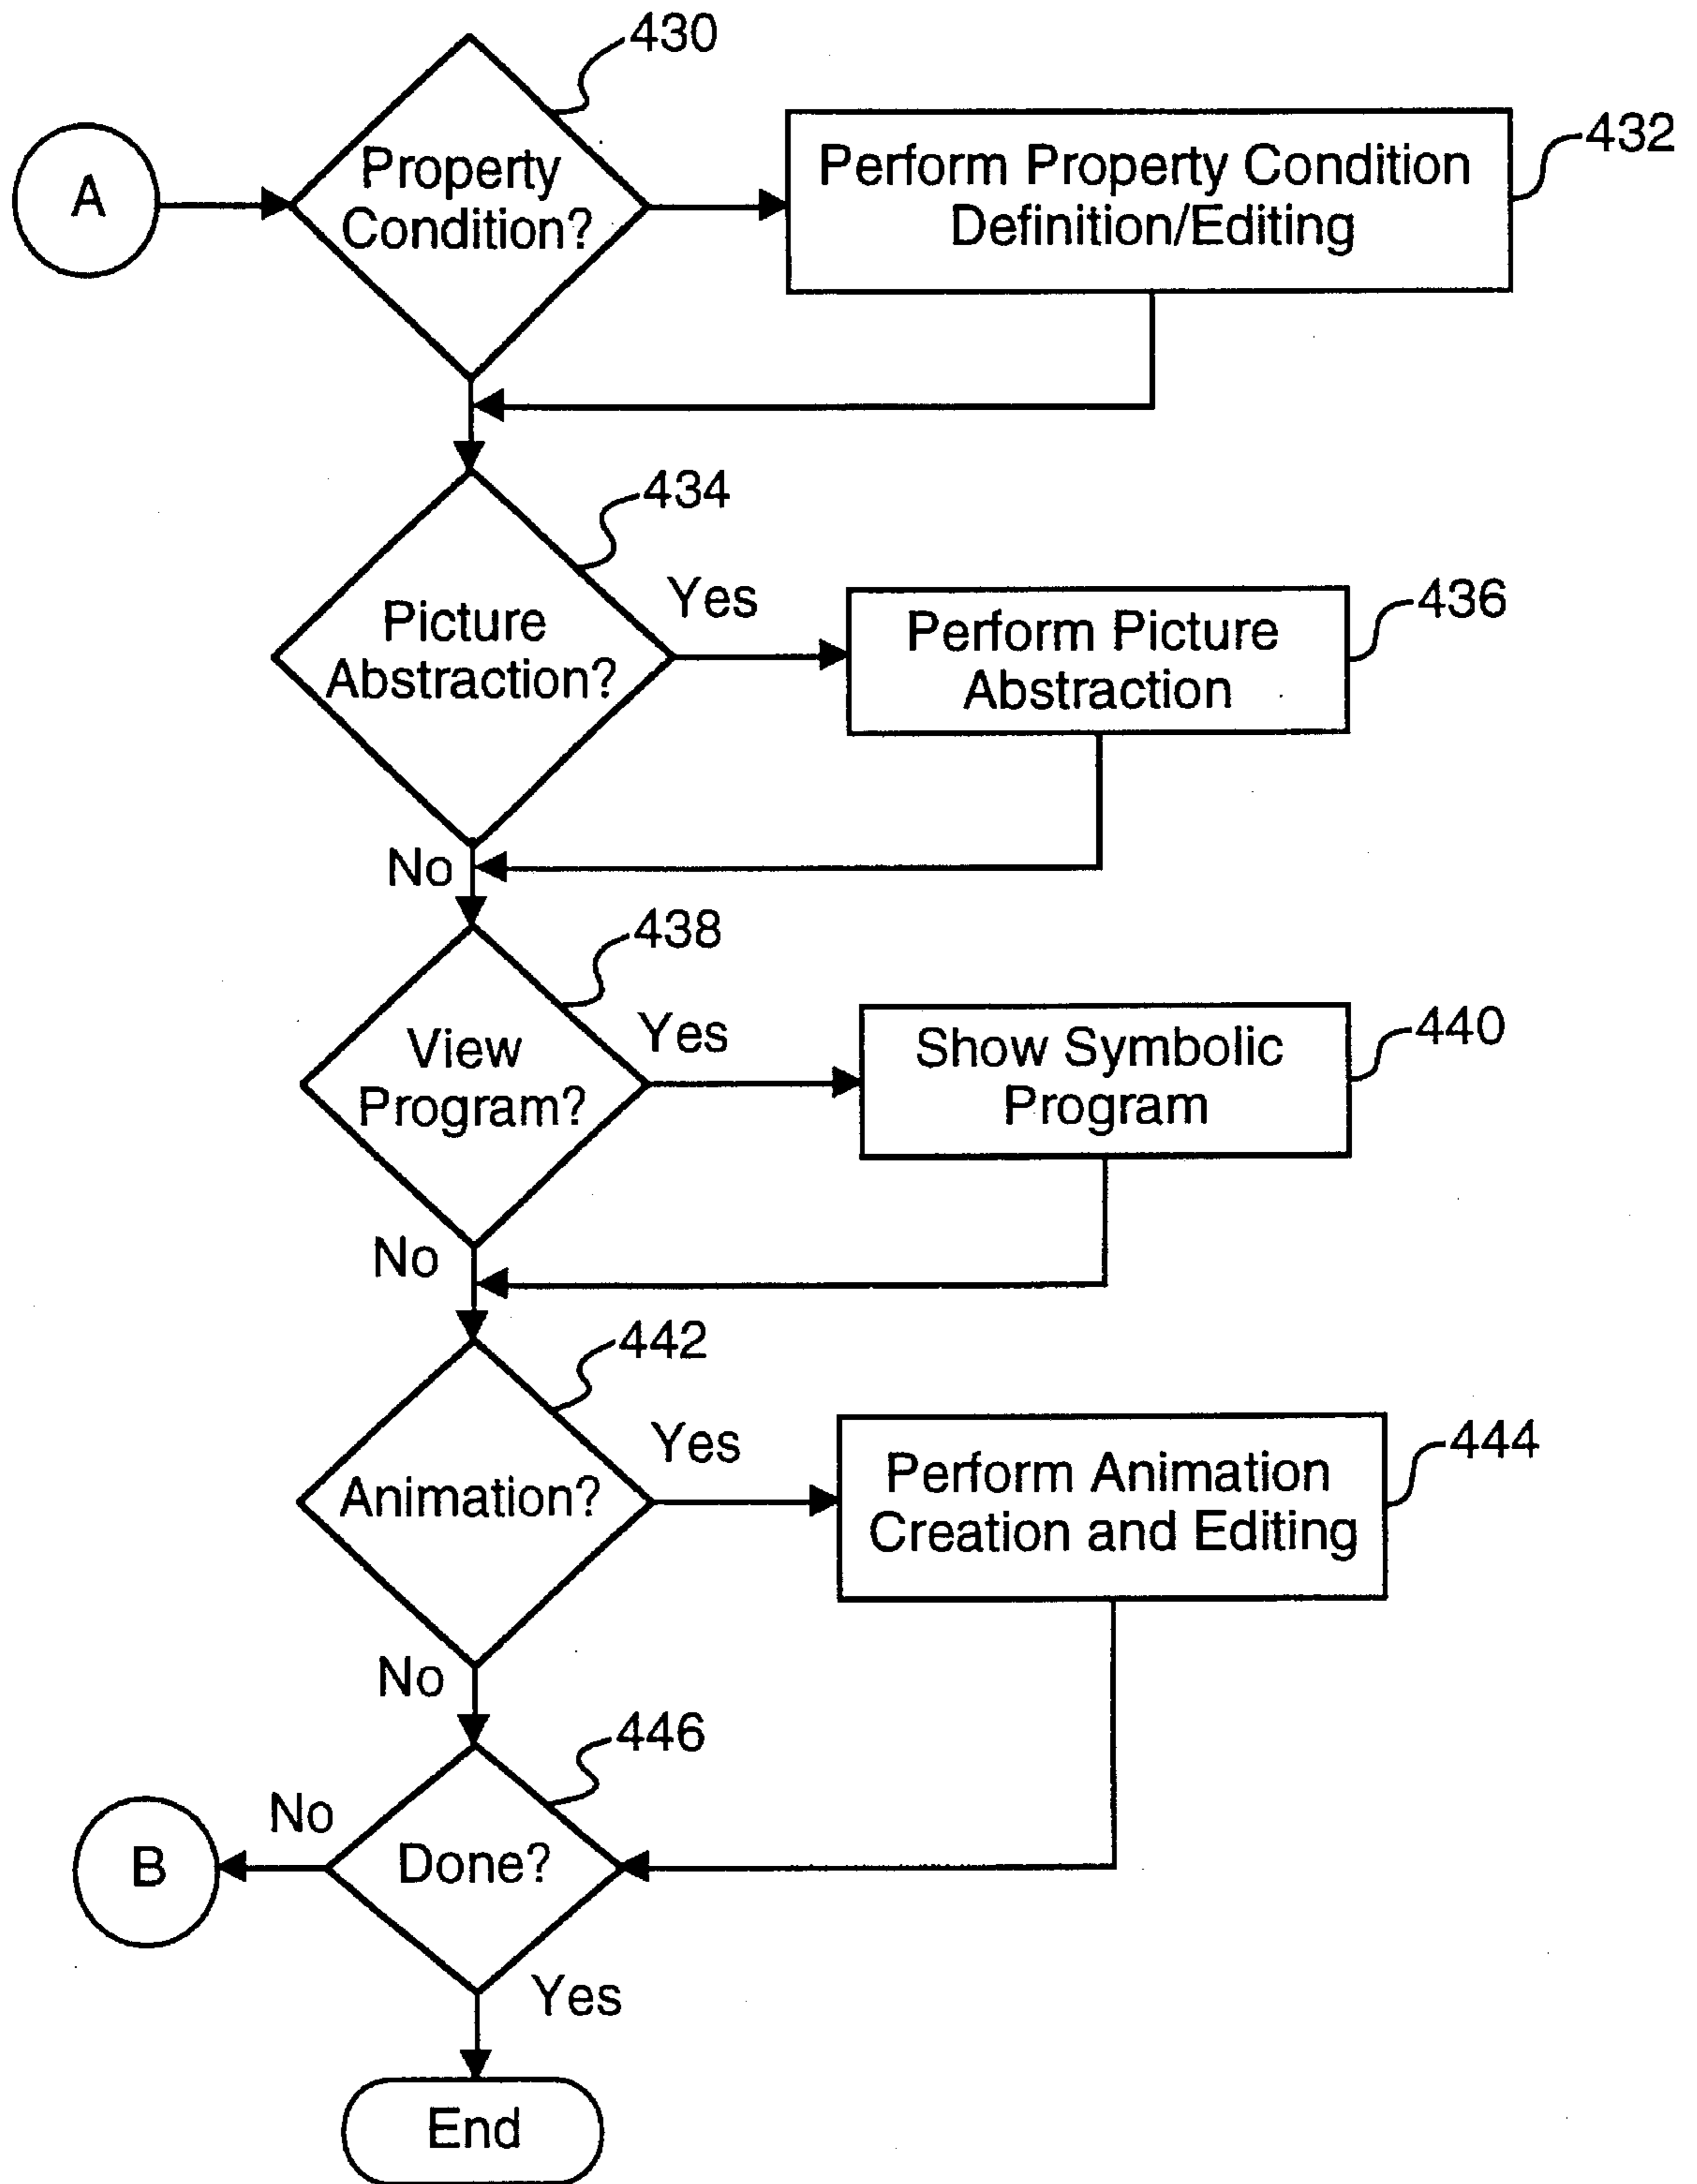 430
A
Property
Condition?
Perform Property Condition
Definition/Editing
432
434
Picture
Abstraction?
Yes
Perform Picture
Abstraction
436
No
438
View
Program?
Yes
Show Symbolic
Program
440
No
442
Animation?
Yes
Perform Animation
Creation and Editing
444
No
446
Done?
No
B
Yes
End